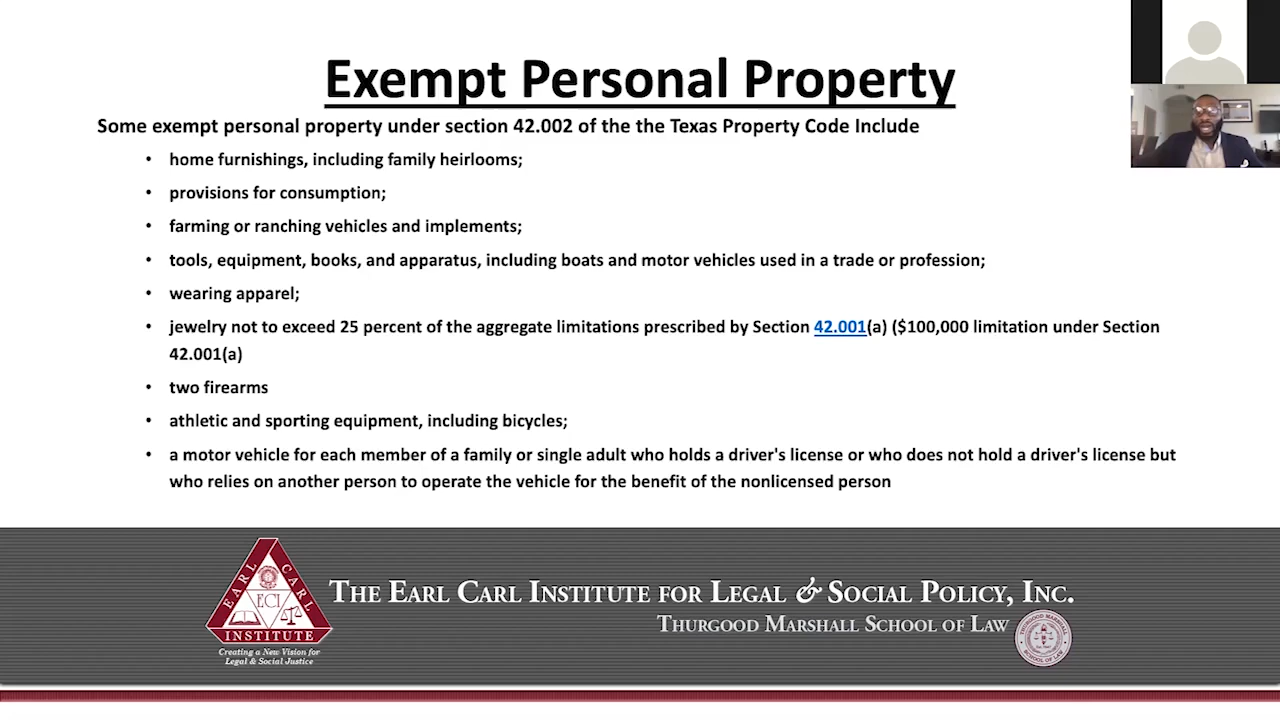 Exempt Personal Property
Some exempt personal property under section 42.002 of the the Texas Property Code Include
• home furnishings, including family heirlooms;
• provisions for consumption;
• farming or ranching vehicles and implements;
• tools, equipment, books, and apparatus, including boats and motor vehicles used in a trade or profession;
• wearing apparel;
• jewelry not to exceed 25 percent of the aggregate limitations prescribed by Section 42.001(a) ($100,000 limitation under Section
42.001(a)
• two firearms
• athletic and sporting equipment, including bicycles;
• a motor vehicle for each member of a family or single adult who holds a driver's license or who does not hold a driver's license but
who relies on another person to operate the vehicle for the benefit of the nonlicensed person
EARL CARL
ECI
INSTITUTE
Creating a New Vision for
Legal & Social Justice
THE EARL CARL INSTITUTE FOR LEGAL & SOCIAL POLICY, INC.
THURGOOD MARSHALL SCHOOL OF LAW
THURGOOD MARSHALL
SCHOOL OF LAW